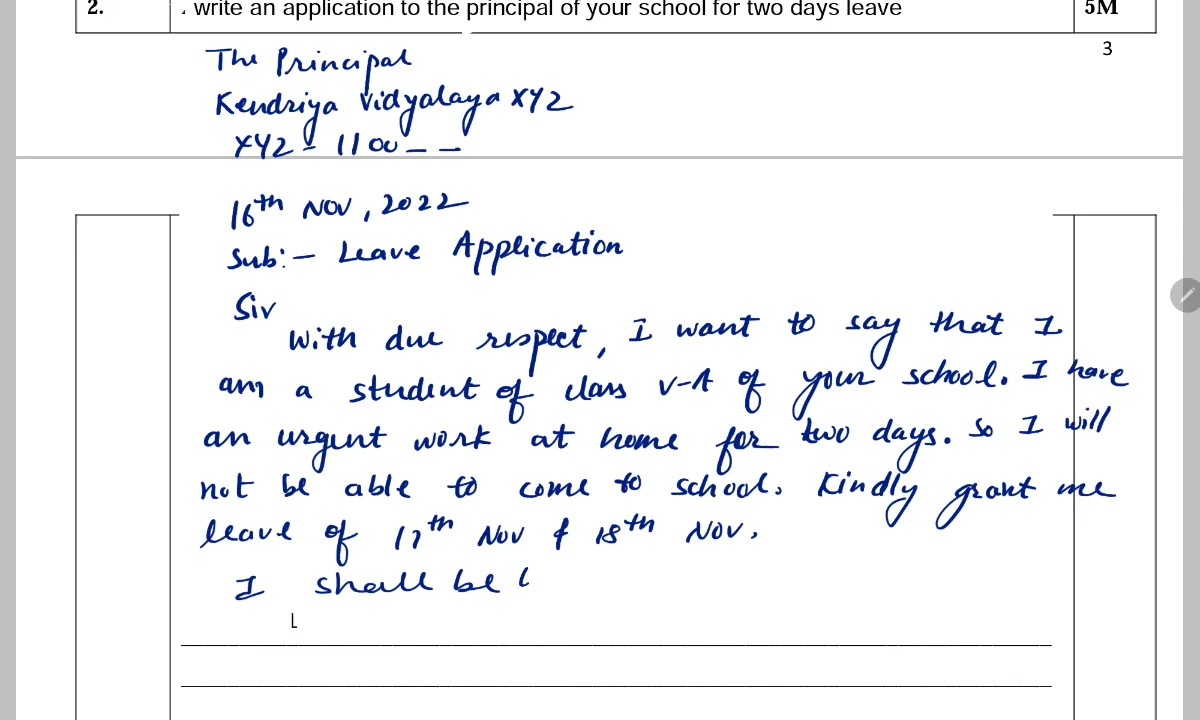 2. . write an application to the principal of your school for two days leave 5M
3
The Principal
Kendriya Vidyalaya XYZ
XYZ - 1100 - -
16th Nov, 2022
Sub:- Leave Application
Sir
With due respect, I want to say that I
am a student of class V-A of your school. I have
an urgent work at home for two days. So I will
not be able to come to school. Kindly grant me
leave of 17th Nov & 18th Nov.
I shall be